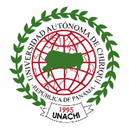 UNIVERSIDAD AUTÓNOMA DE CHIRIQUÍ
REPÚBLICA DE PANAMÁ
1995
UNACHI